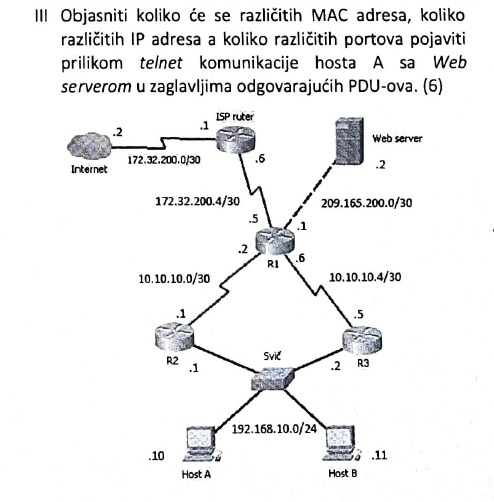 III Objasniti koliko će se različitih MAC adresa, koliko
različitih IP adresa a koliko različitih portova pojaviti
prilikom telnet komunikacije hosta A sa Web
serverom u zaglavljima odgovarajućih PDU-ova. (6)
ISP ruter
.2
.1
Web server
Internet
172.32.200.0/30
.6
.2
172.32.200.4/30
209.165.200.0/30
.5
.1
.2
R1
.6
10.10.10.0/30
10.10.10.4/30
.1
.5
R2
.1
Svič
.2
R3
192.168.10.0/24
.10
.11
Host A
Host B